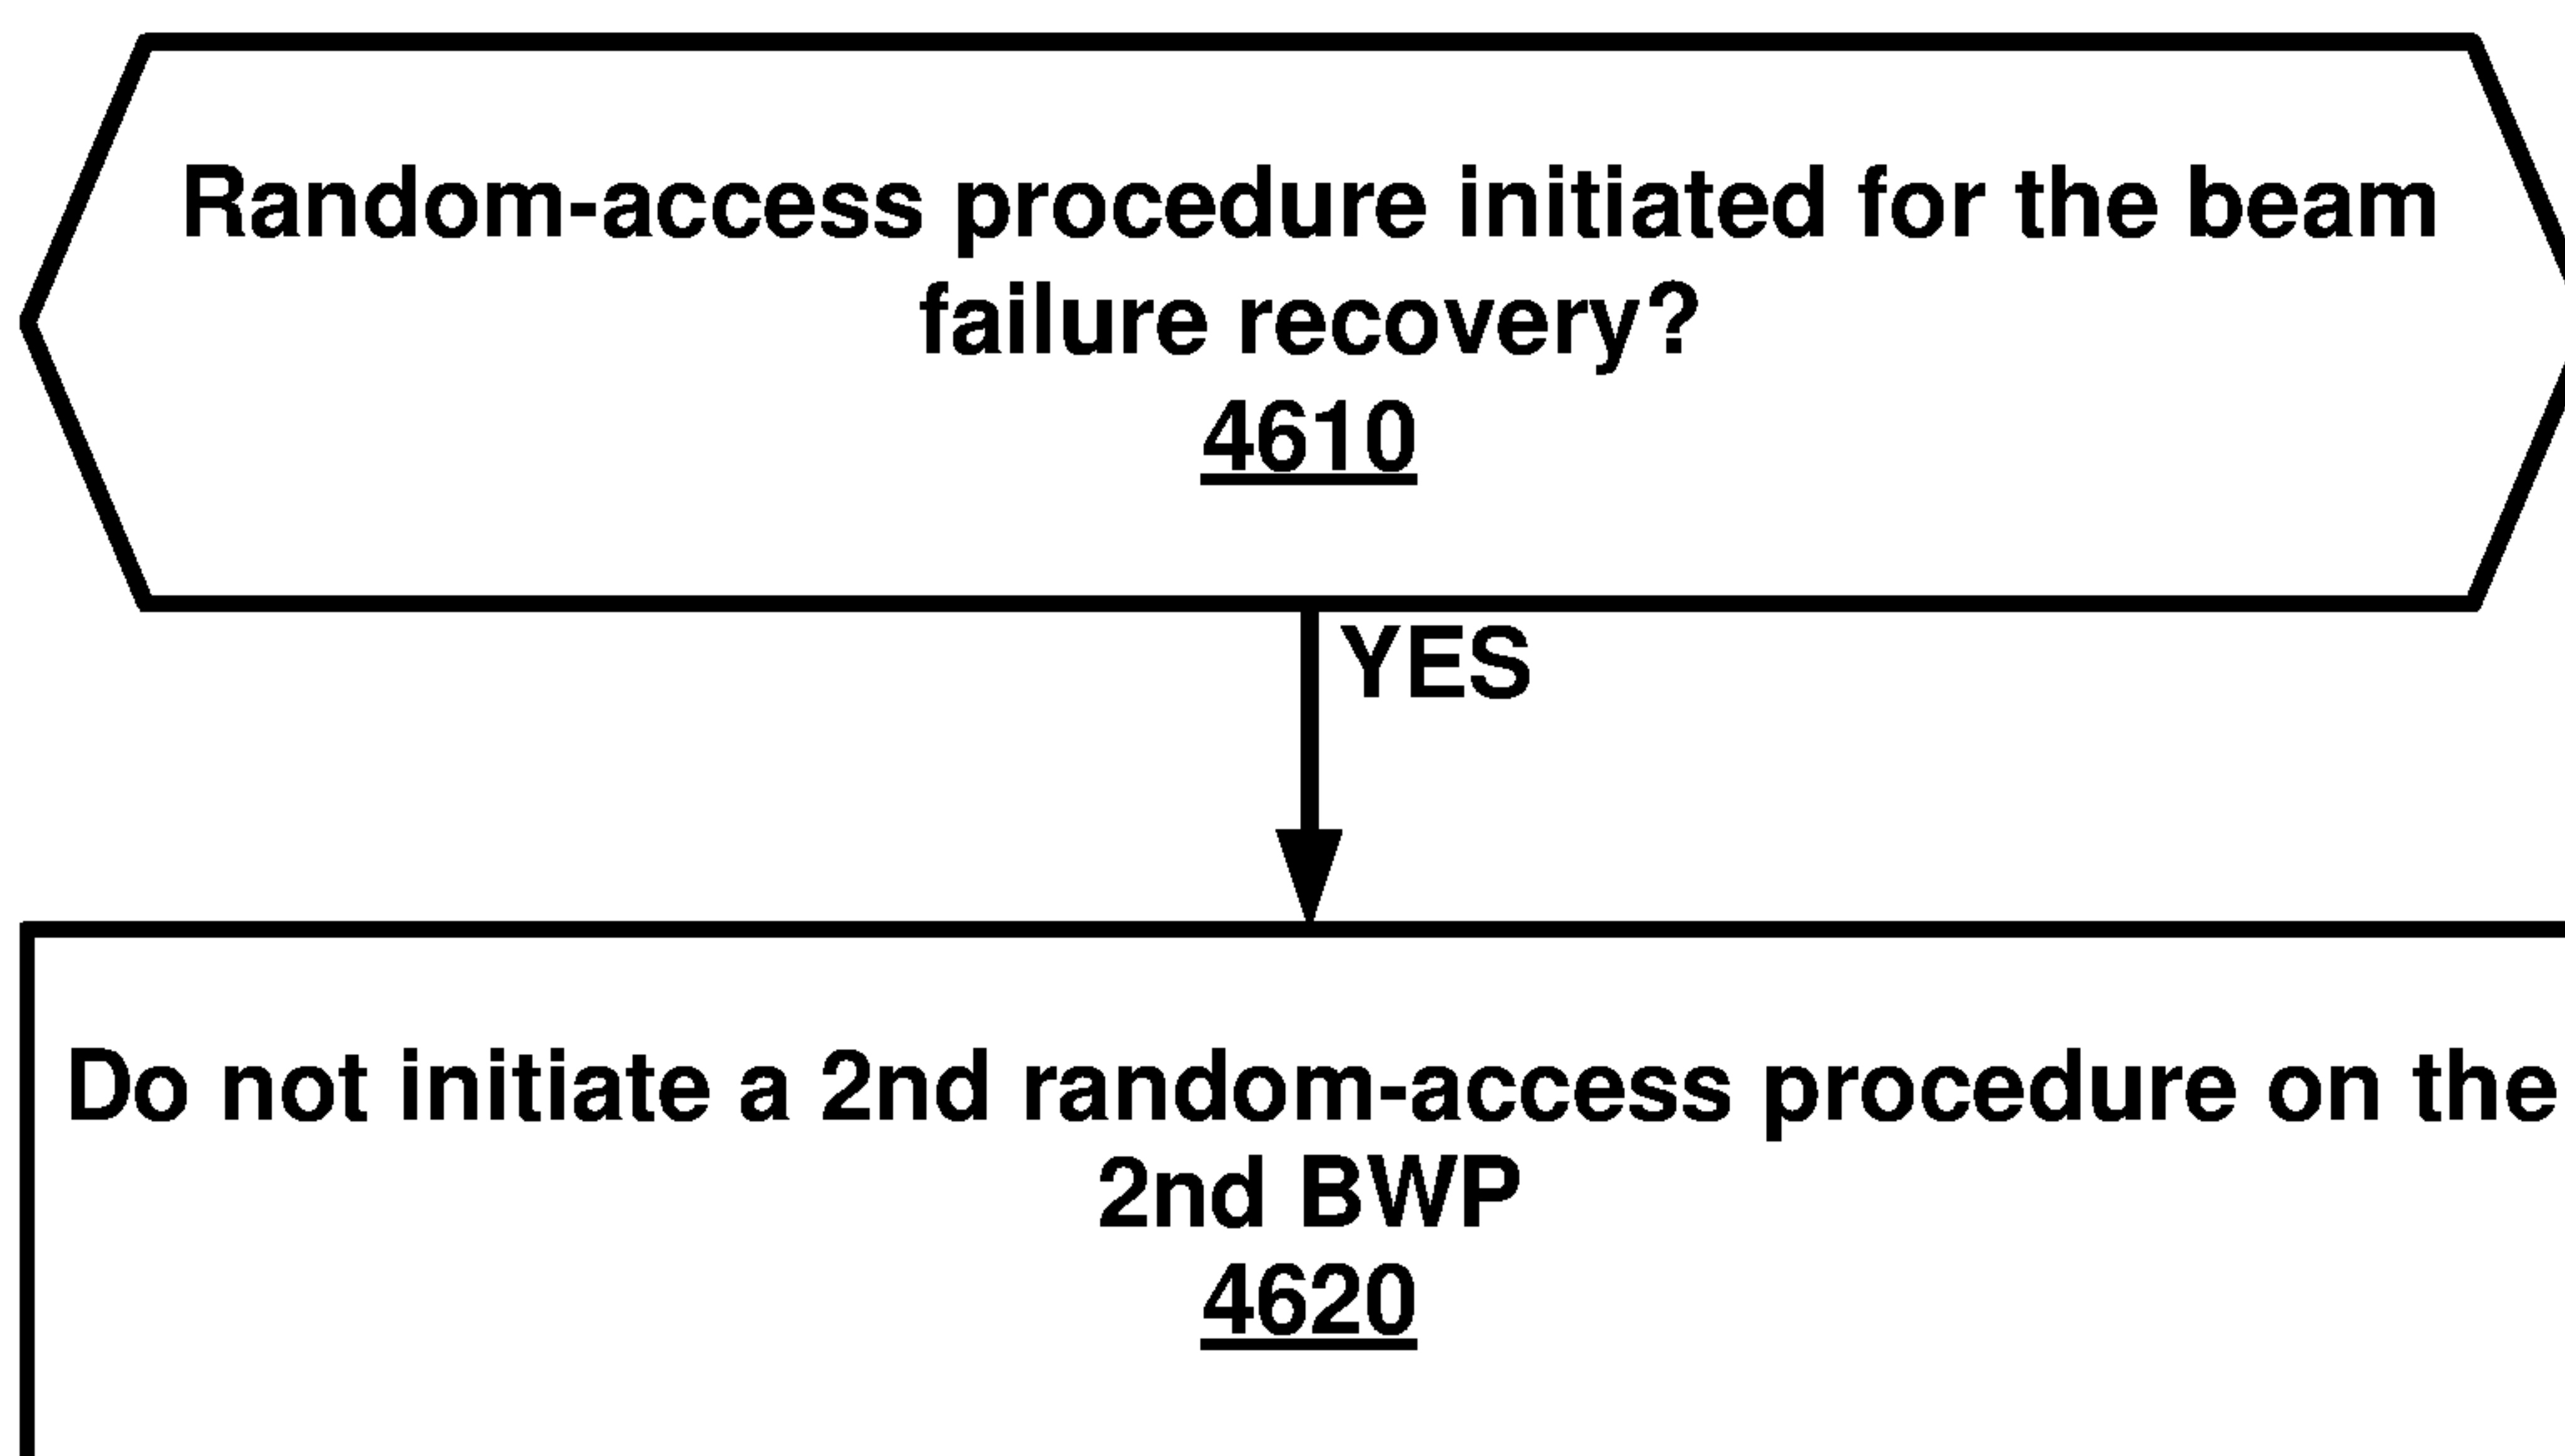 Random-access procedure initiated for the beam
failure recovery?
4610
YES
Do not initiate a 2nd random-access procedure on the
2nd BWP
4620